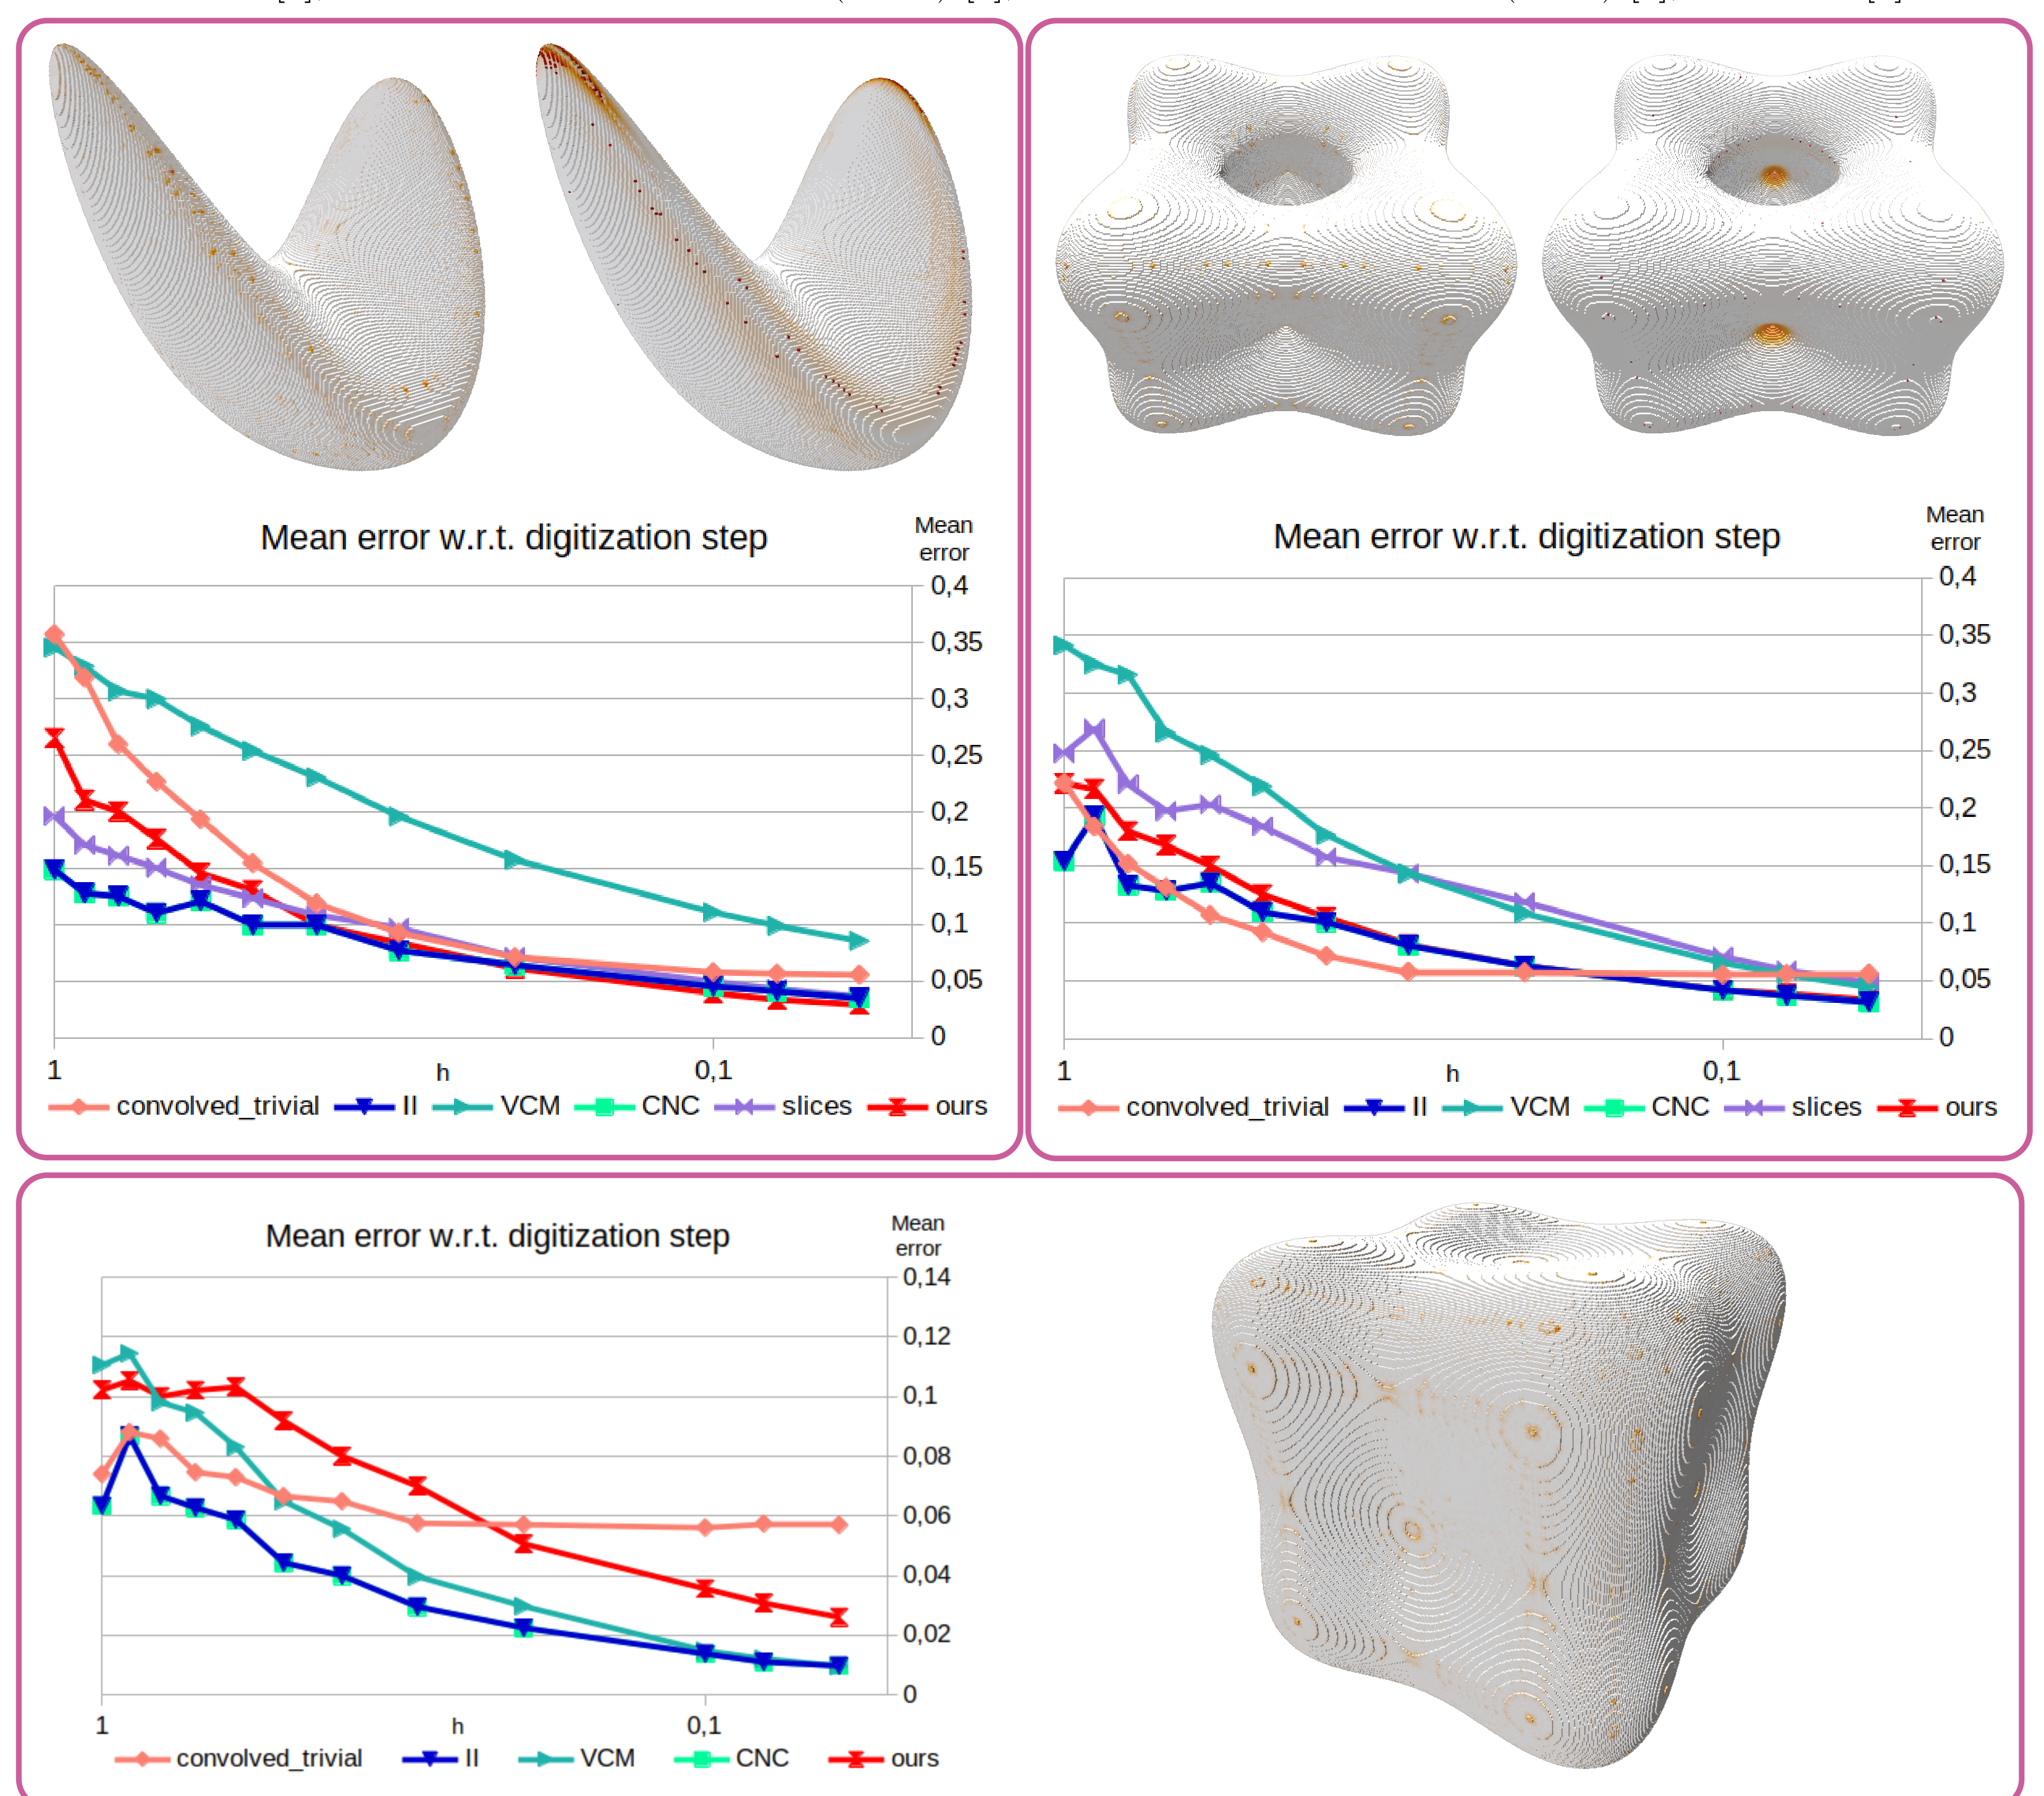 Mean error w.r.t. digitization step
Mean
error
0,4
0,35
0,3
0,25
0,2
0,15
0,1
0,05
0
1 h 0,1
convolved_trivial II VCM CNC slices ours
Mean error w.r.t. digitization step
Mean
error
0,4
0,35
0,3
0,25
0,2
0,15
0,1
0,05
0
1 h 0,1
convolved_trivial II VCM CNC slices ours
Mean error w.r.t. digitization step
Mean
error
0,14
0,12
0,1
0,08
0,06
0,04
0,02
0
1 h 0,1
convolved_trivial II VCM CNC ours